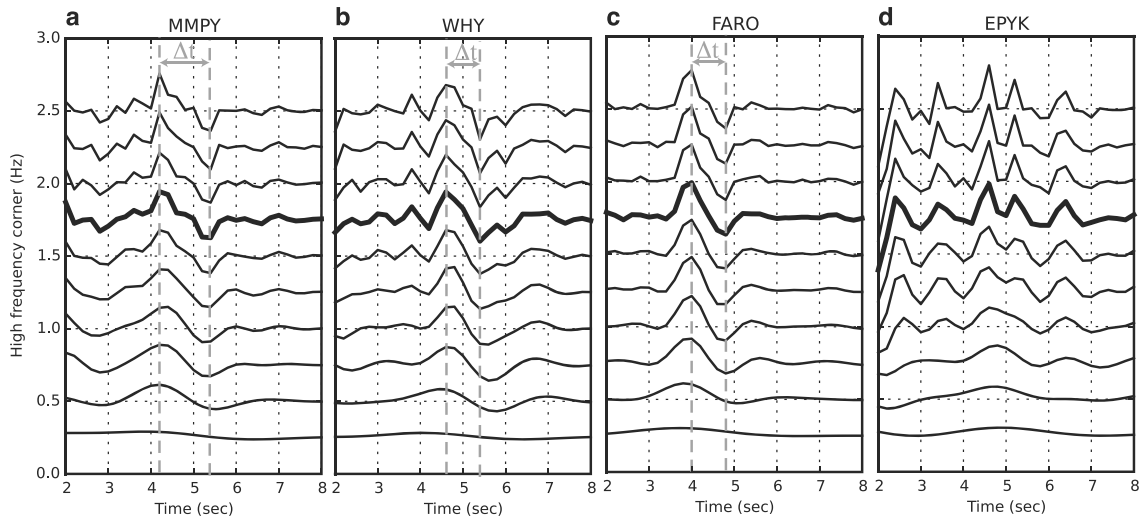 a MMPY b WHY c FARO d EPYK
3.0
2.5
2.0
1.5
1.0
0.5
0.0
High frequency corner (Hz)
Δt Δt Δt
2 3 4 5 6 7 8 2 3 4 5 6 7 8 2 3 4 5 6 7 8 2 3 4 5 6 7 8
Time (sec) Time (sec) Time (sec) Time (sec)